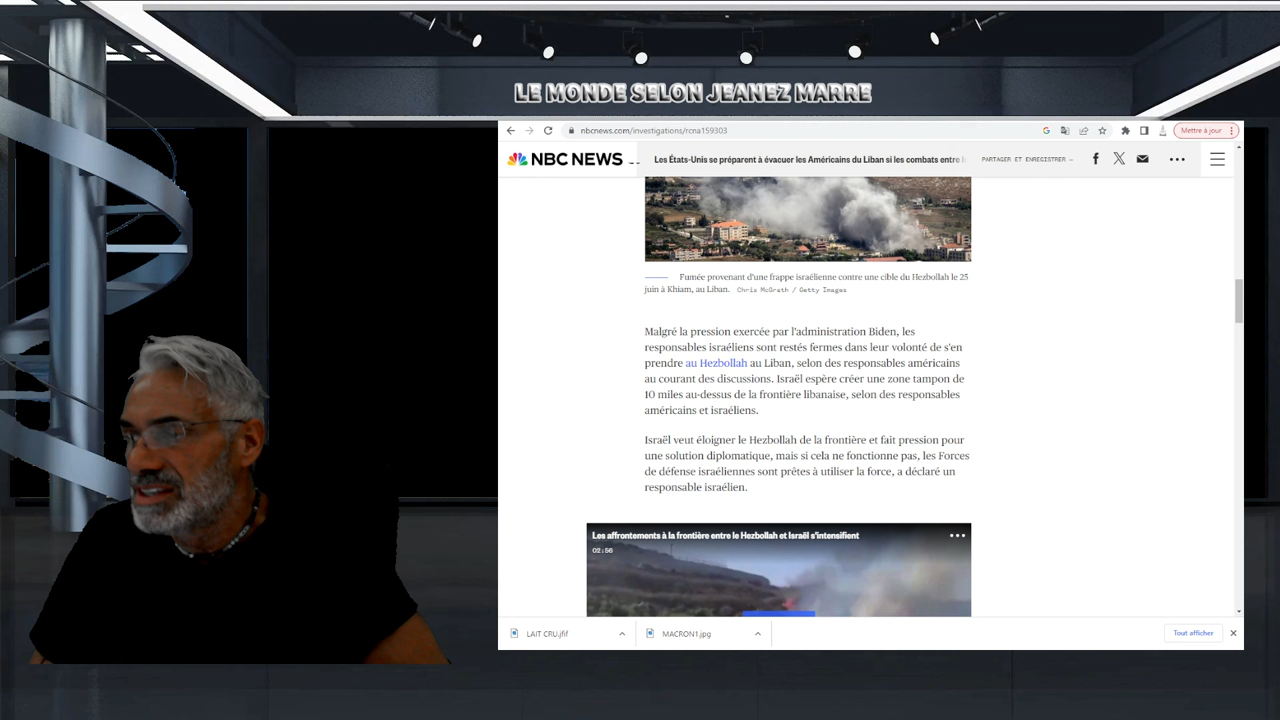 LE MONDE SELON JEANEZ MARRE
nbcnews.com/investigations/rcna159303
Mettre à jour
NBC NEWS
Les États-Unis se préparent à évacuer les Américains du Liban si les combats entre
PARTAGER ET ENREGISTRER —
Fumée provenant d'une frappe israélienne contre une cible du Hezbollah le 25
juin à Khiam, au Liban. Chris McGrath / Getty Images
Malgré la pression exercée par l'administration Biden, les
responsables israéliens sont restés fermes dans leur volonté de s'en
prendre au Hezbollah au Liban, selon des responsables américains
au courant des discussions. Israël espère créer une zone tampon de
10 miles au-dessus de la frontière libanaise, selon des responsables
américains et israéliens.
Israël veut éloigner le Hezbollah de la frontière et fait pression pour
une solution diplomatique, mais si cela ne fonctionne pas, les Forces
de défense israéliennes sont prêtes à utiliser la force, a déclaré un
responsable israélien.
Les affrontements à la frontière entre le Hezbollah et Israël s'intensifient
02:56
LAIT CRU.jfif
MACRON1.jpg
Tout afficher